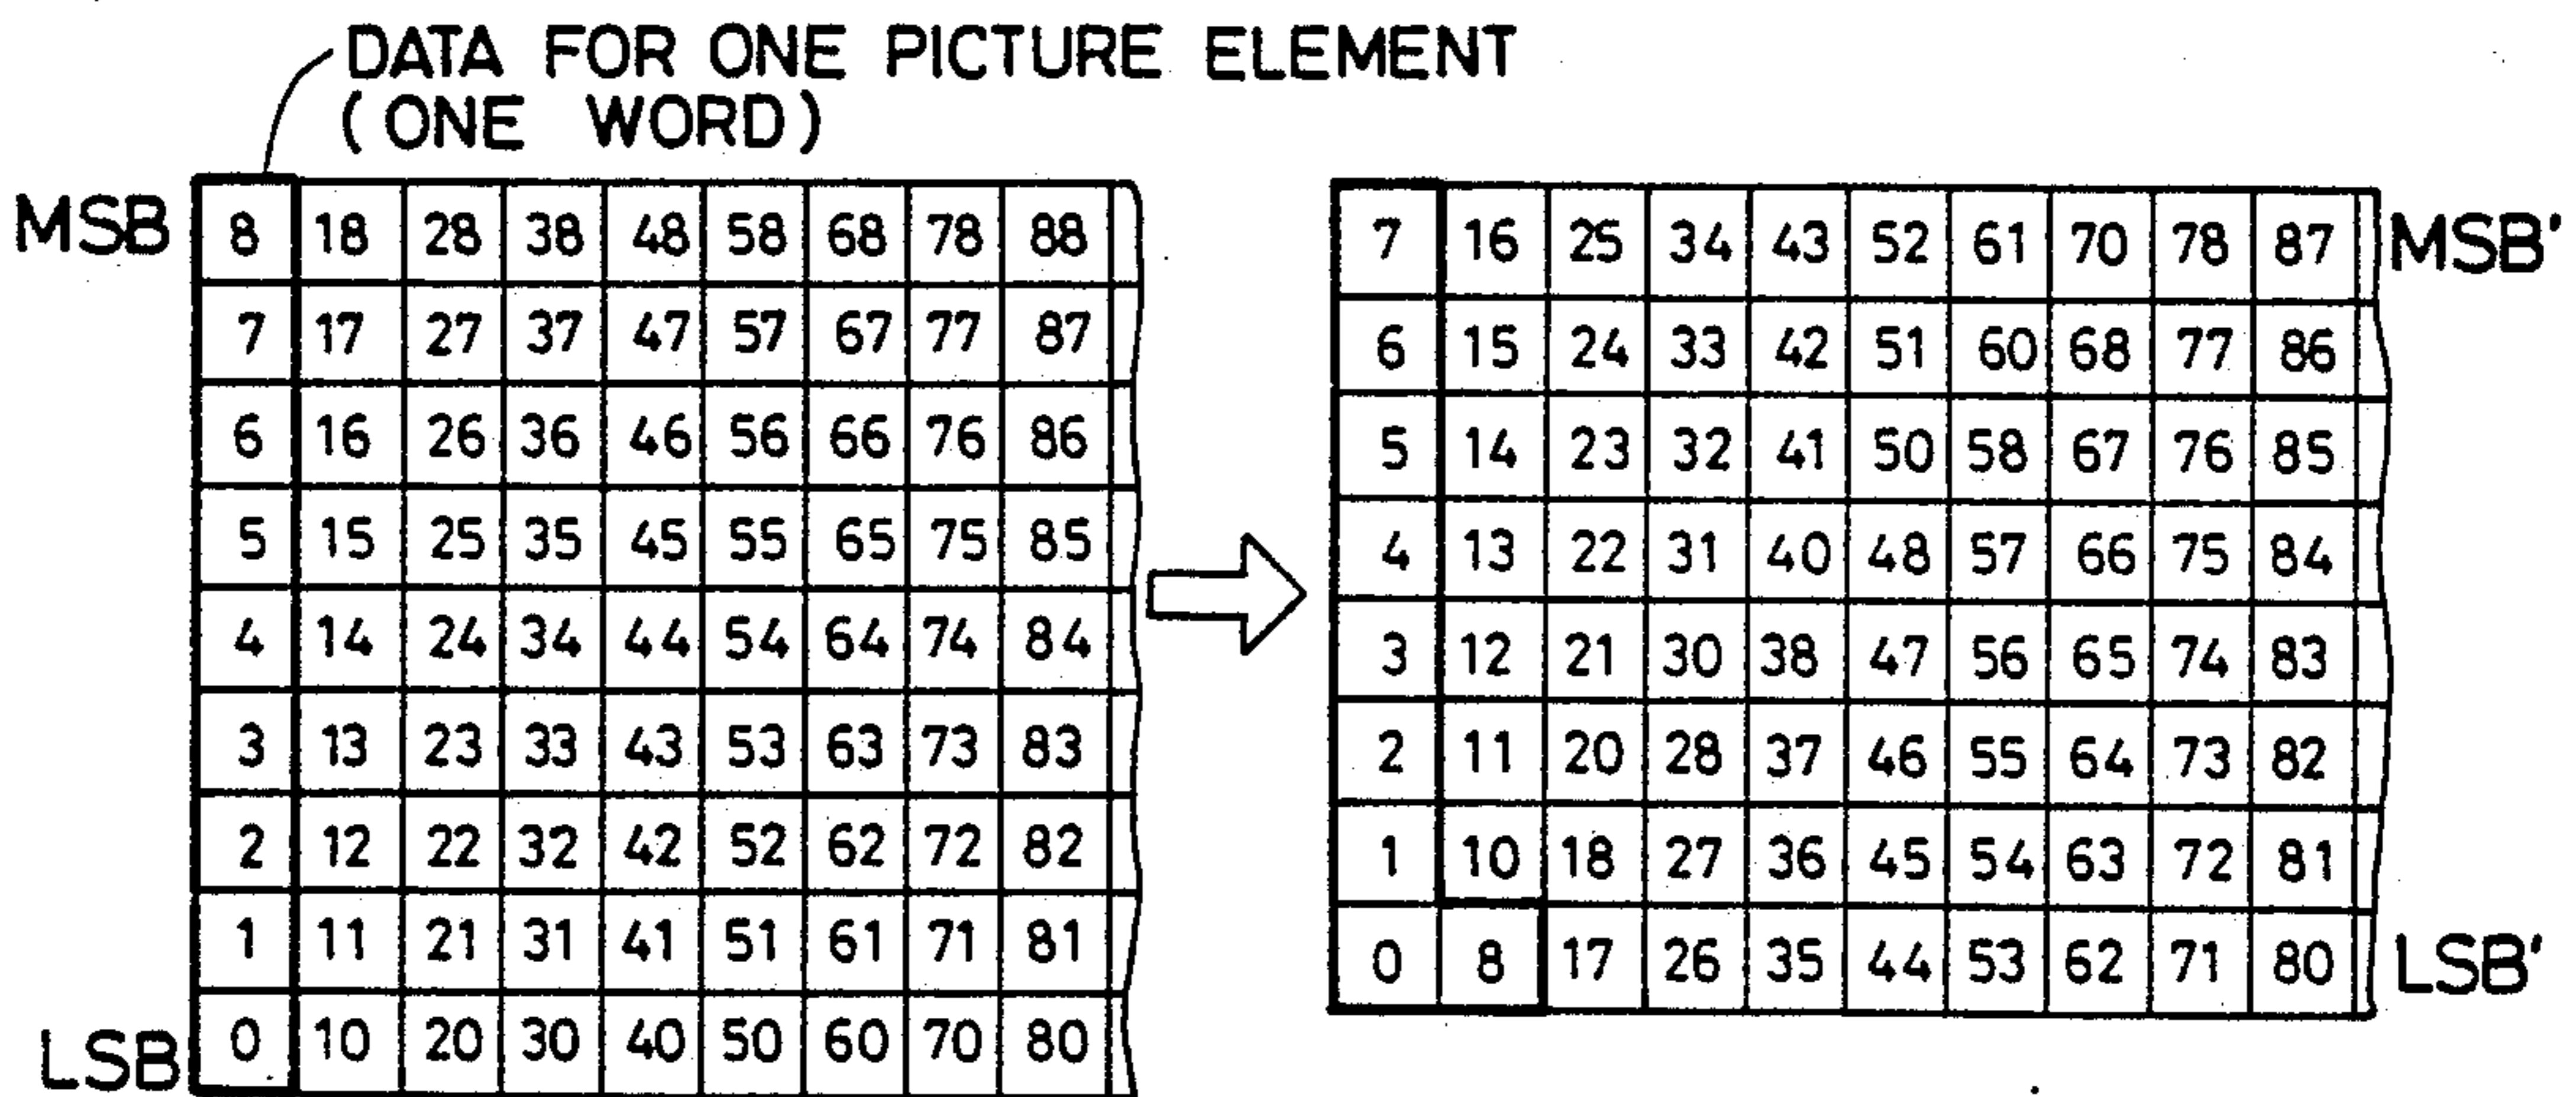 DATA FOR ONE PICTURE ELEMENT
(ONE WORD)
MSB 8 18 28 38 48 58 68 78 88
7 17 27 37 47 57 67 77 87
6 16 26 36 46 56 66 76 86
5 15 25 35 45 55 65 75 85
4 14 24 34 44 54 64 74 84
3 13 23 33 43 53 63 73 83
2 12 22 32 42 52 62 72 82
1 11 21 31 41 51 61 71 81
LSB 0 10 20 30 40 50 60 70 80
7 16 25 34 43 52 61 70 78 87 MSB'
6 15 24 33 42 51 60 68 77 86
5 14 23 32 41 50 58 67 76 85
4 13 22 31 40 48 57 66 75 84
3 12 21 30 38 47 56 65 74 83
2 11 20 28 37 46 55 64 73 82
1 10 18 27 36 45 54 63 72 81
0 8 17 26 35 44 53 62 71 80 LSB'